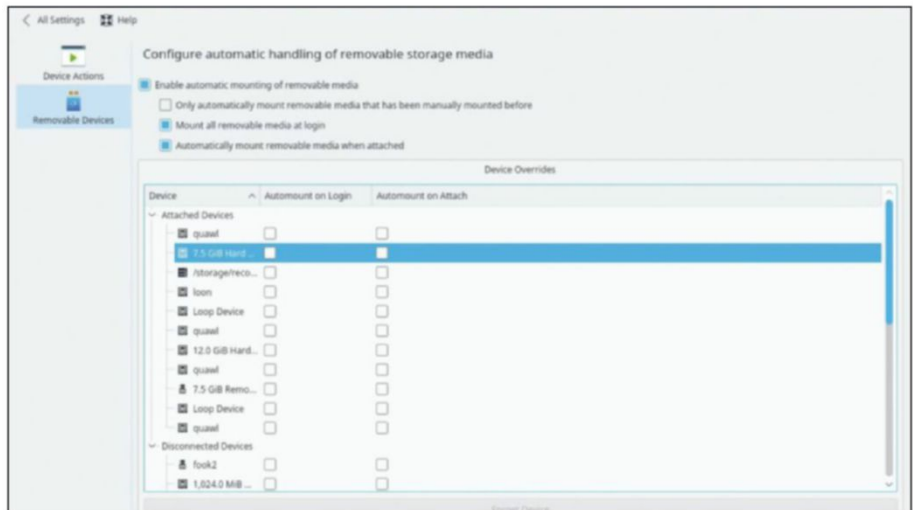 All Settings Help
Device Actions
Removable Devices
Configure automatic handling of removable storage media
Enable automatic mounting of removable media
Only automatically mount removable media that has been manually mounted before
Mount all removable media at login
Automatically mount removable media when attached
Device Overrides
Device Automount on Login Automount on Attach
Attached Devices
quawl
7.5 GiB Hard ...
/storage/reco...
loon
Loop Device
quawl
12.0 GiB Hard...
quawl
7.5 GiB Remo...
Loop Device
quawl
Disconnected Devices
fook2
1,024.0 MiB ...